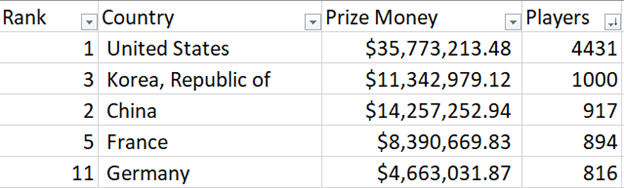 Rank Country Prize Money Players
1 United States $35,773,213.48 4431
3 Korea, Republic of $11,342,979.12 1000
2 China $14,257,252.94 917
5 France $8,390,669.83 894
11 Germany $4,663,031.87 816